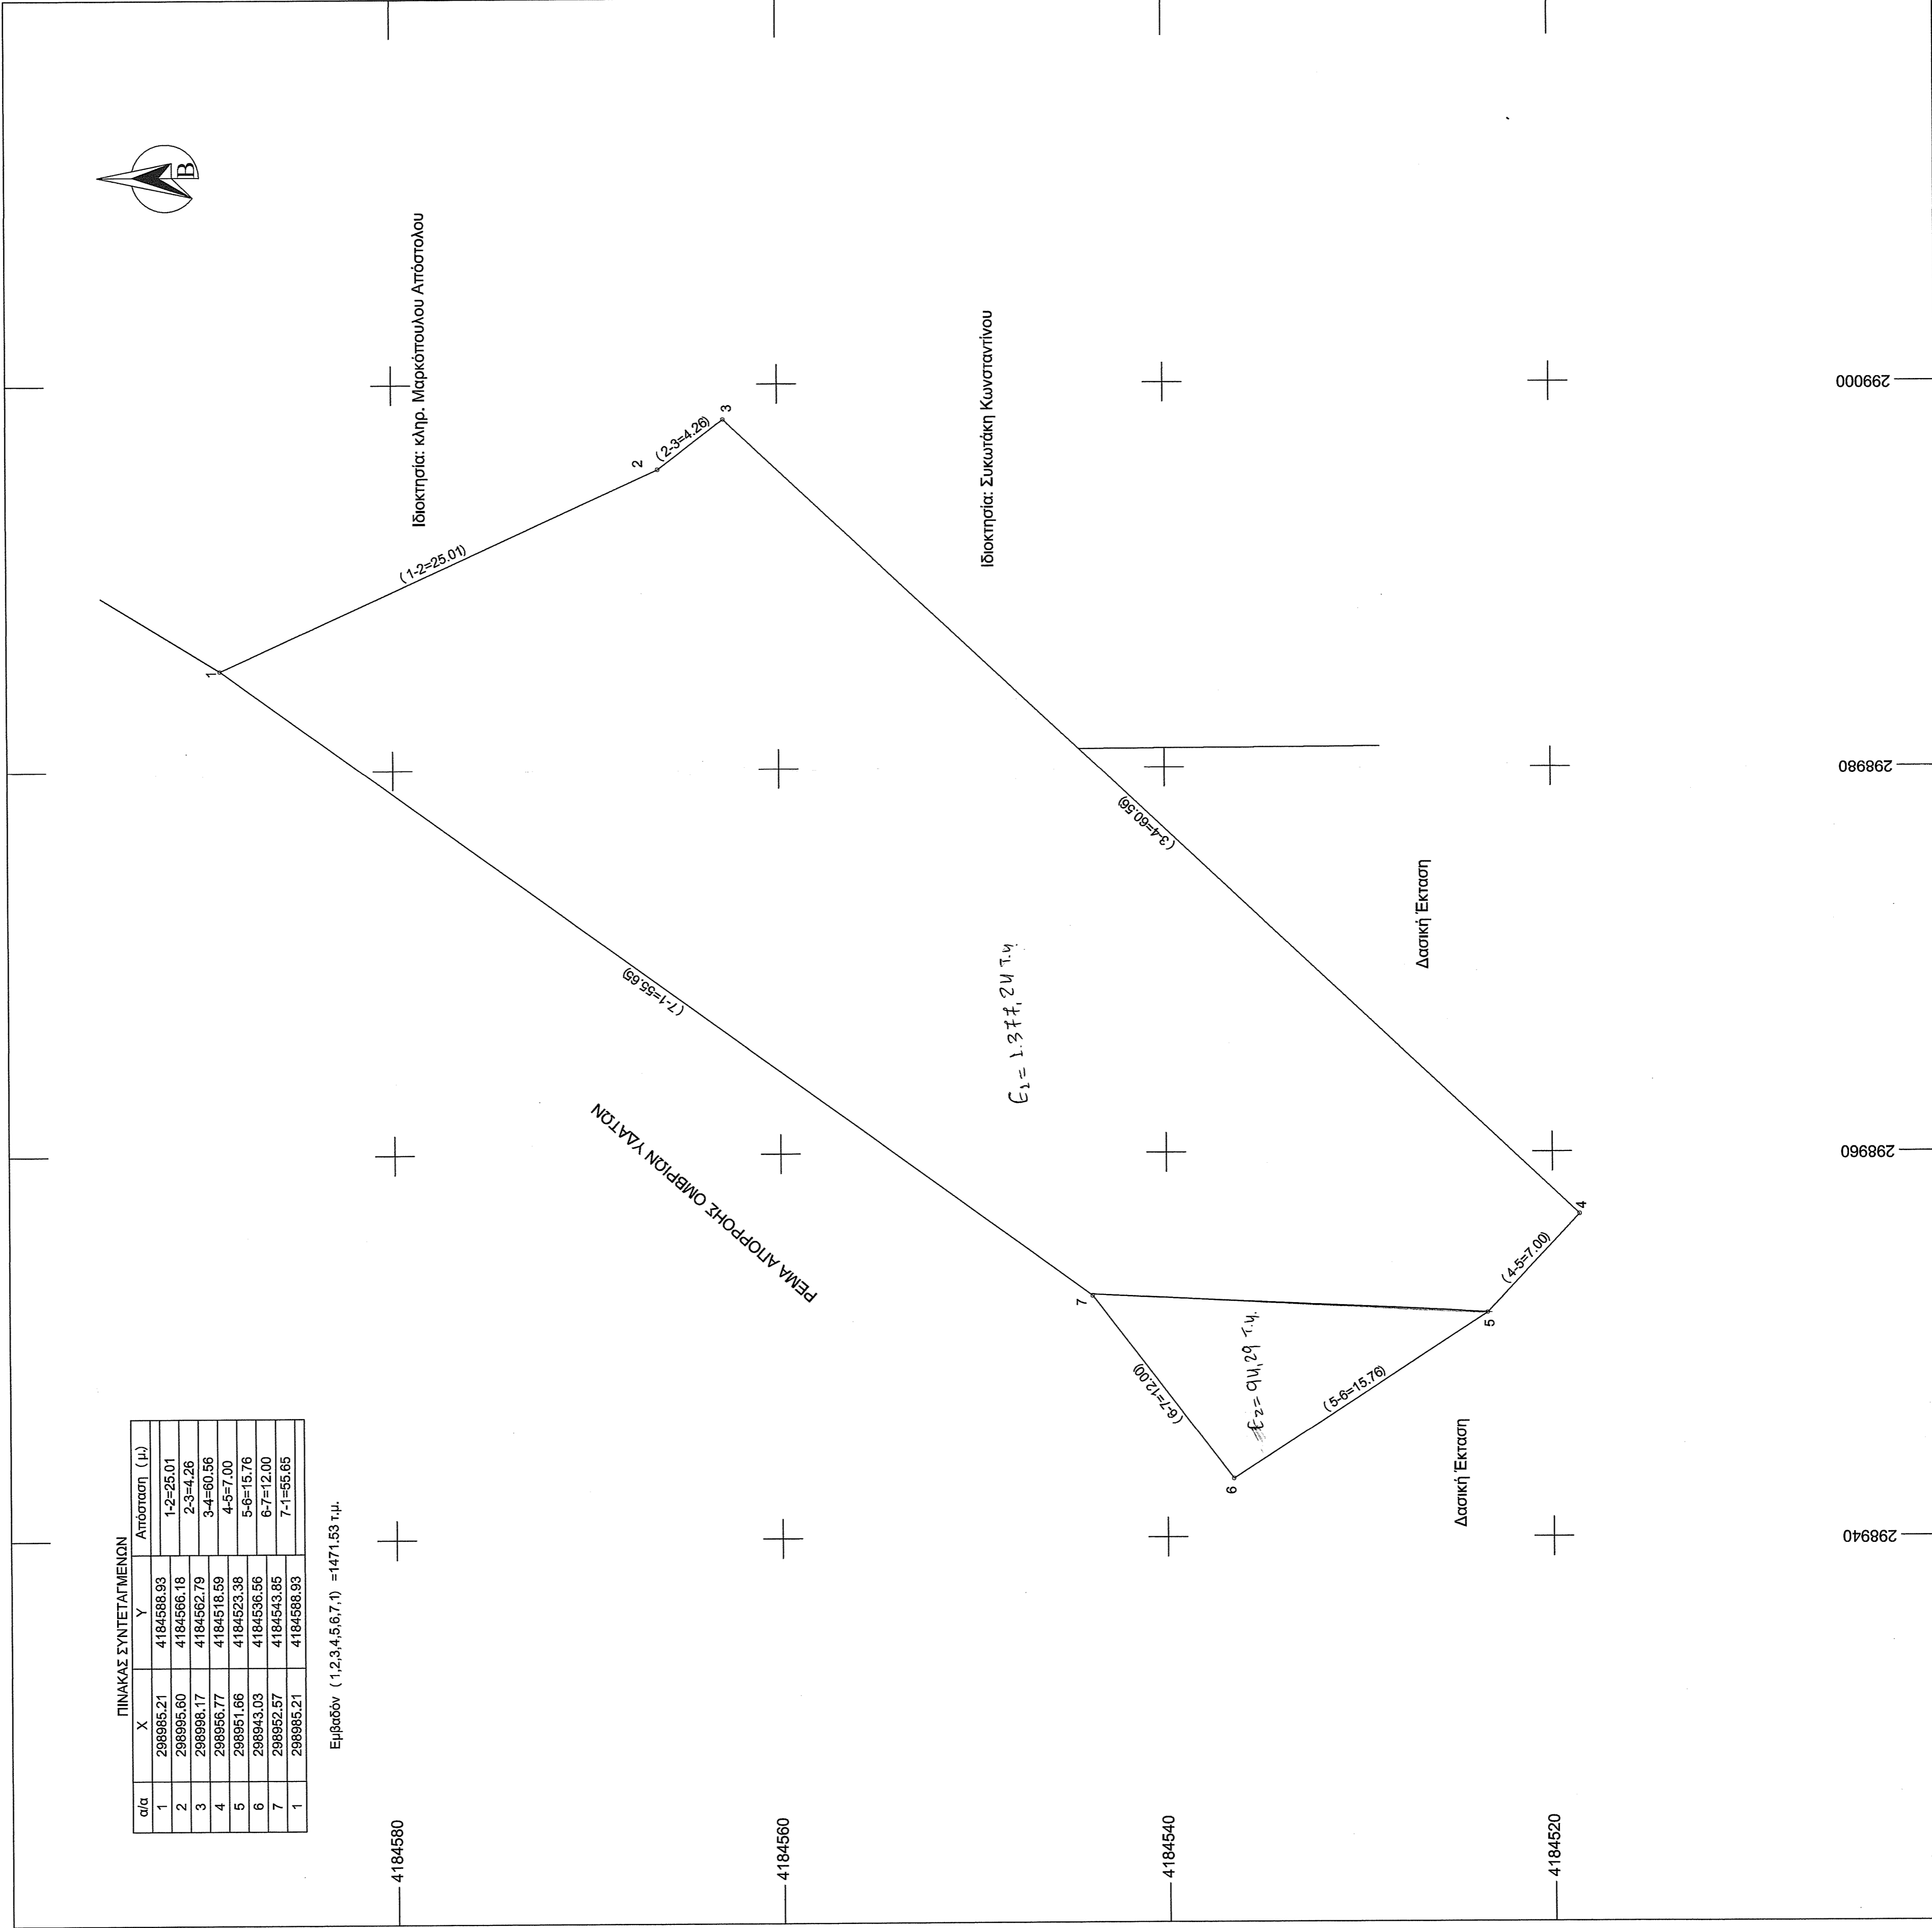 ΠΙΝΑΚΑΣ ΣΥΝΤΕΤΑΓΜΕΝΩΝ
α/α X Y Απόσταση (μ.)
1 298985.21 4184588.93
1-2=25.01
2 298995.60 4184566.18
2-3=4.26
3 298998.17 4184562.79
3-4=60.56
4 298956.77 4184518.59
4-5=7.00
5 298951.66 4184523.38
5-6=15.76
6 298943.03 4184536.56
6-7=12.00
7 298952.57 4184543.85
7-1=55.65
1 298985.21 4184588.93
Εμβαδόν (1,2,3,4,5,6,7,1) =1471.53 τ.μ.
B
Ιδιοκτησία: κληρ. Μαρκόπουλου Απόστολου
Ιδιοκτησία: Συκωτάκη Κωνσταντίνου
1
(1-2=25.01)
2
(2-3=4.26)
3
(3-4=60.56)
4
(4-5=7.00)
5
(5-6=15.76)
6
(6-7=12.00)
7
(7-1=55.65)
ΡΕΜΑ ΑΠΟΡΡΟΗΣ ΟΜΒΡΙΩΝ ΥΔΑΤΩΝ
Ε1= 1.377,24 τ.μ.
Ε2= 94,29 τ.μ.
Δασική Έκταση
Δασική Έκταση
4184580
4184560
4184540
4184520
298940
298960
298980
299000